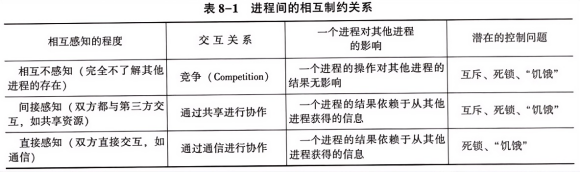 表 8-1 进程间的相互制约关系
相互感知的程度
交 互 关 系
一个进程对其他进程
的影响
潜在的控制问题
相互不感知（完全不了解其他
进程的存在）
竞争（Competition）
一个进程的操作对其他进程的
结果无影响
互斥、死锁、“饥饿”
间接感知（双方都与第三方交
互，如共享资源）
通过共享进行协作
一个进程的结果依赖于从其他
进程获得的信息
互斥、死锁、“饥饿”
直接感知（双方直接交互，如
通信）
通过通信进行协作
一个进程的结果依赖于从其他
进程获得的信息
死锁、“饥饿”